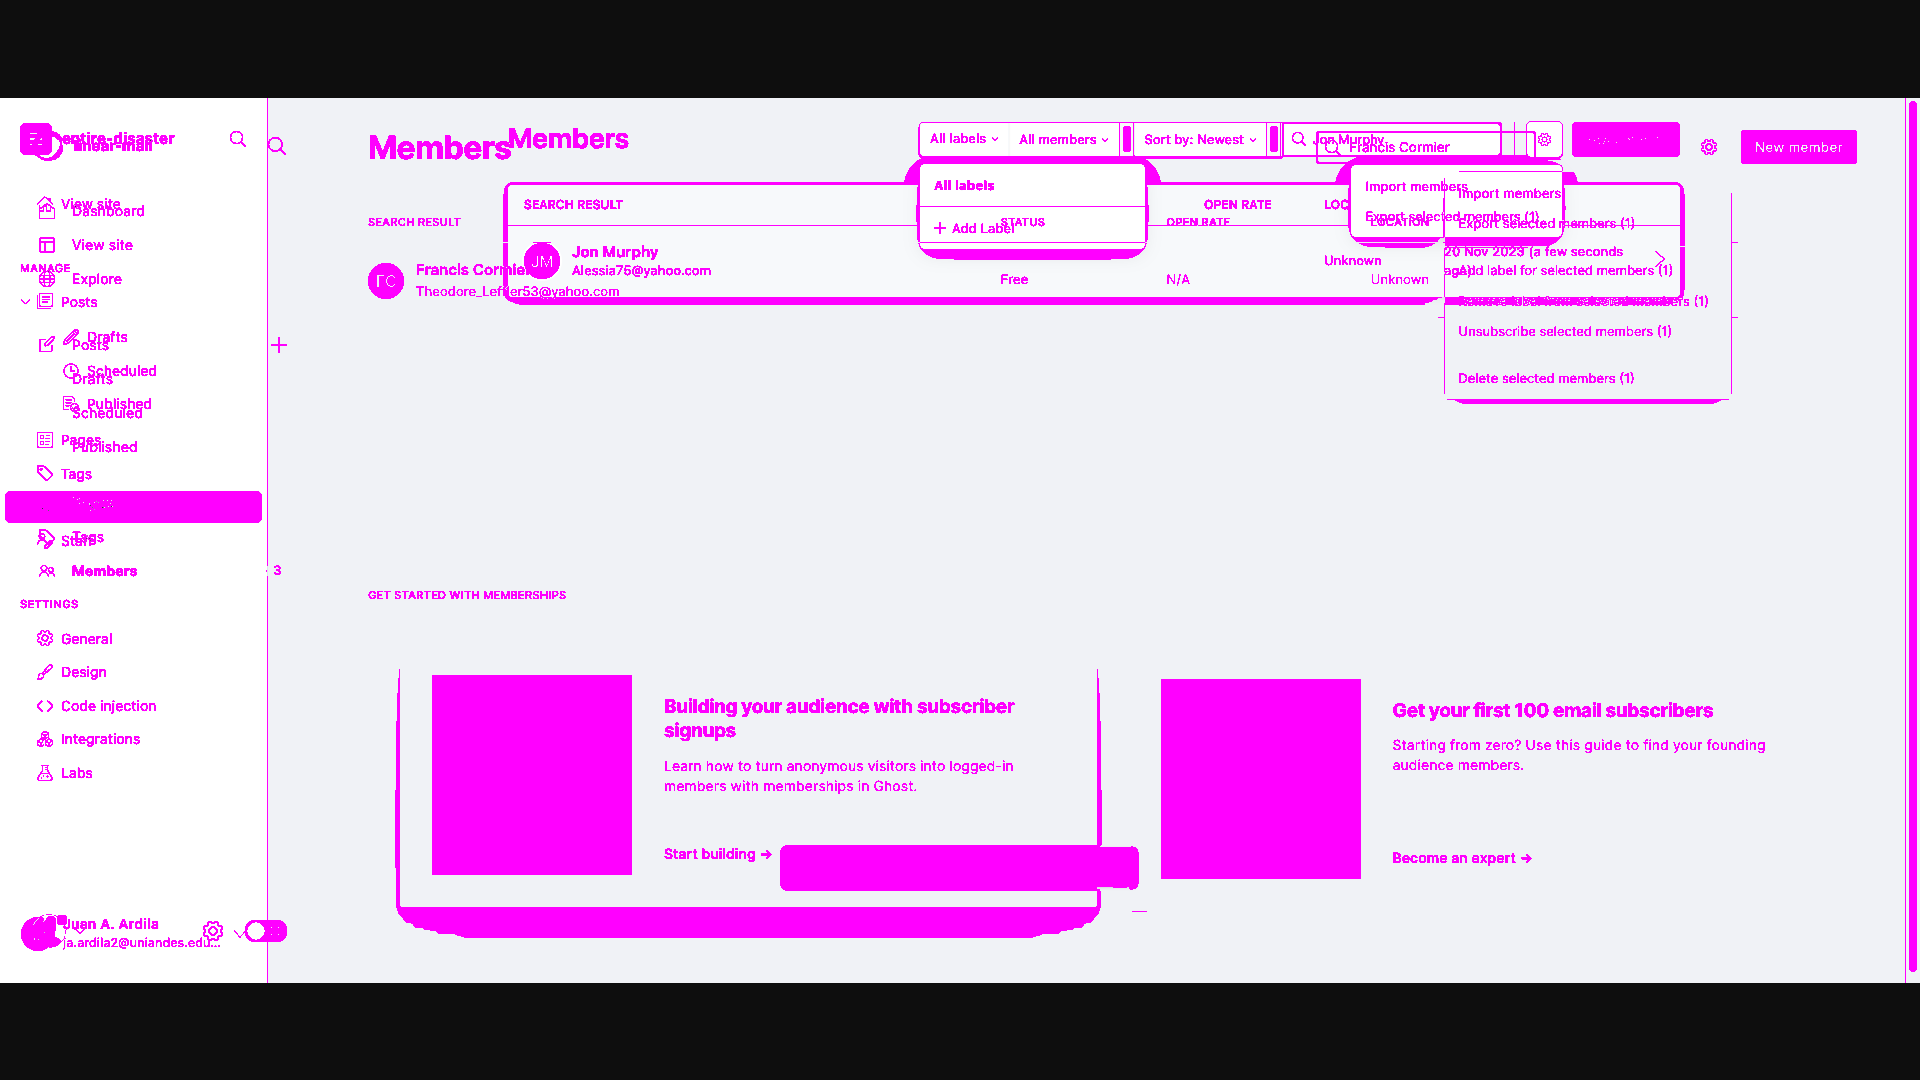 entire-disaster
linear-mail
View site
Dashboard
View site
MANAGE
Explore
Posts
Drafts
Posts
Scheduled
Drafts
Published
Scheduled
Pages
Published
Tags
Staff
Tags
Members
3
SETTINGS
General
Design
Code injection
Integrations
Labs
Juan A. Ardila
ja.ardila2@uniandes.edu...
Members
Members
All labels
All members
Sort by: Newest
Jon Murphy
Francis Cormier
New member
All labels
Add Label
Import members
Export selected members (1)
Import members
Export selected members (1)
Add label for selected members (1)
Unsubscribe selected members (1)
Delete selected members (1)
SEARCH RESULT
STATUS
OPEN RATE
SEARCH RESULT
OPEN RATE
LOCATION
JM
Jon Murphy
Alessia75@yahoo.com
Unknown
20 Nov 2023 (a few seconds
ago)
FC
Francis Cormier
Theodore_Leffler53@yahoo.com
Free
N/A
Unknown
GET STARTED WITH MEMBERSHIPS
Building your audience with subscriber
signups
Learn how to turn anonymous visitors into logged-in
members with memberships in Ghost.
Start building →
Get your first 100 email subscribers
Starting from zero? Use this guide to find your founding
audience members.
Become an expert →